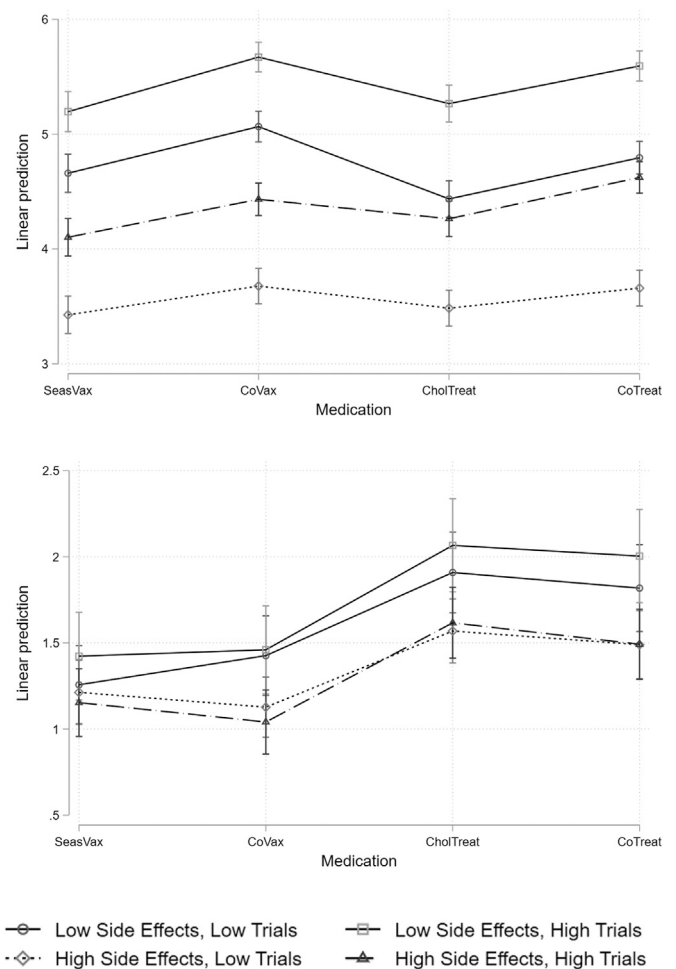 6
5
4
3
Linear prediction
SeasVax CoVax CholTreat CoTreat
Medication
2.5
2
1.5
1
.5
Linear prediction
SeasVax CoVax CholTreat CoTreat
Medication
Low Side Effects, Low Trials Low Side Effects, High Trials
High Side Effects, Low Trials High Side Effects, High Trials